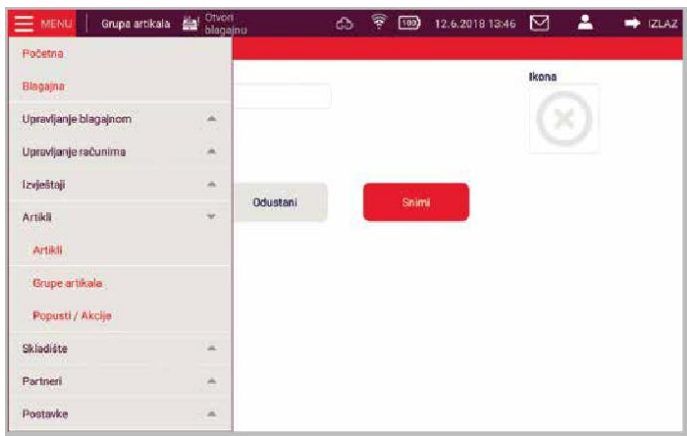 MENU
Grupa artikala
Otvori
blagajnu
100
12.6.2018 13:46
IZLAZ
Početna
Blagajna
Ikona
Upravljanje blagajnom
Upravljanje računima
Izvještaji
Odustani
Snimi
Artikli
Artikli
Grupe artikala
Popusti / Akcije
Skladište
Partneri
Postavke